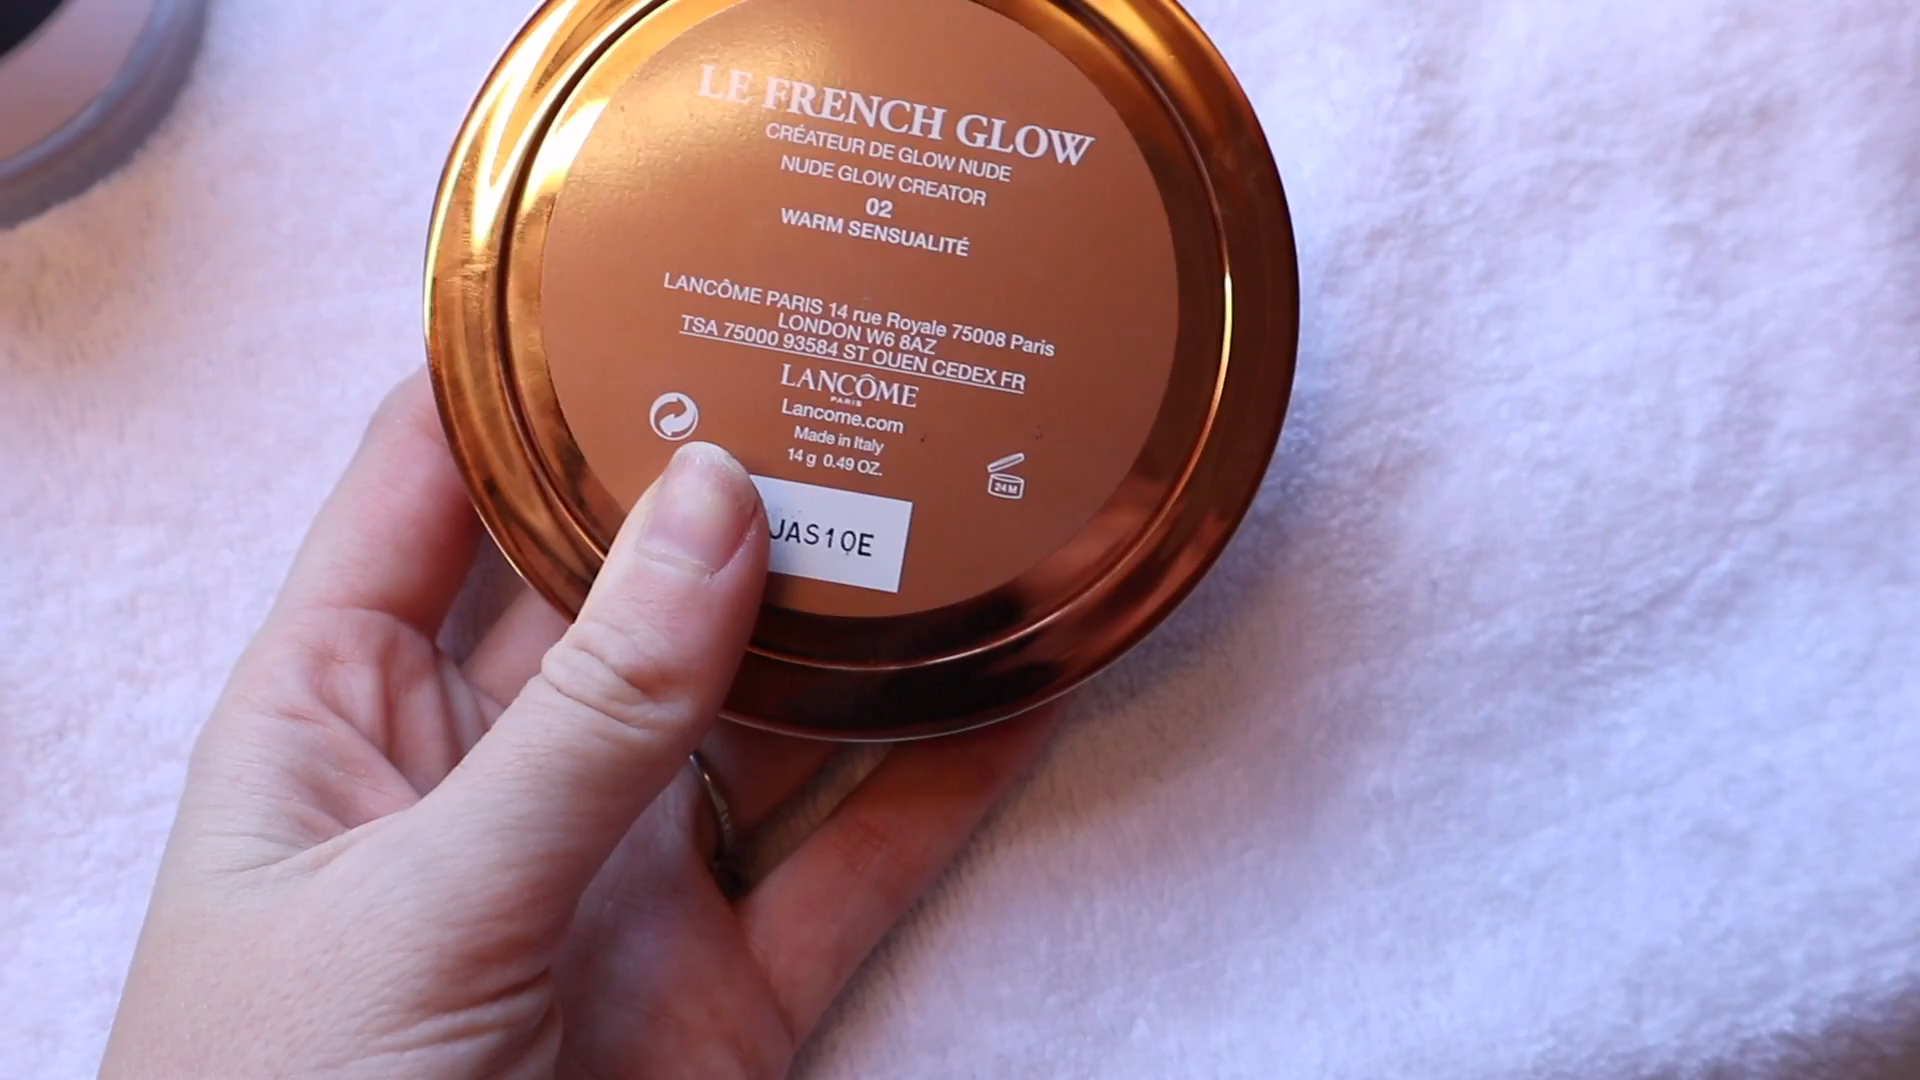 LE FRENCH GLOW
CRÉATEUR DE GLOW NUDE
NUDE GLOW CREATOR
02
WARM SENSUALITÉ
LANCÔME PARIS 14 rue Royale 75008 Paris
LONDON W6 8AZ
TSA 75000 93584 ST OUEN CEDEX FR
LANCÔME
PARIS
Lancome.com
Made in Italy
14 g 0.49 OZ.
24M
JAS10E